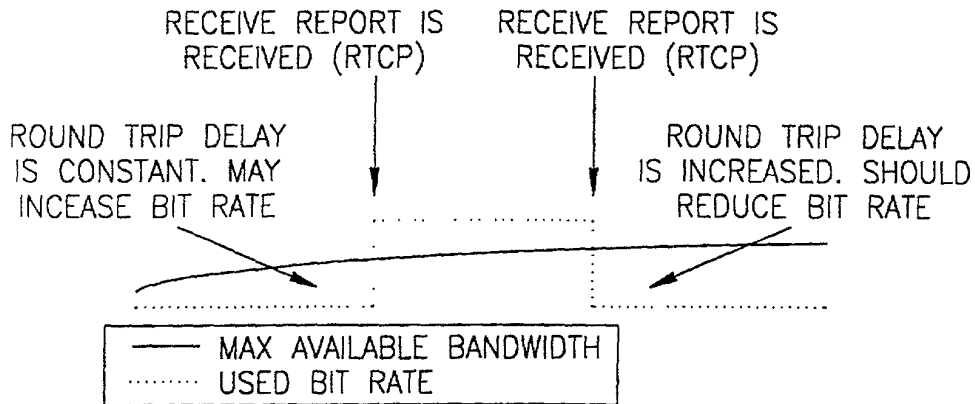 RECEIVE REPORT IS
RECEIVED (RTCP)
RECEIVE REPORT IS
RECEIVED (RTCP)
ROUND TRIP DELAY
IS CONSTANT. MAY
INCEASE BIT RATE
ROUND TRIP DELAY
IS INCREASED. SHOULD
REDUCE BIT RATE
MAX AVAILABLE BANDWIDTH
USED BIT RATE